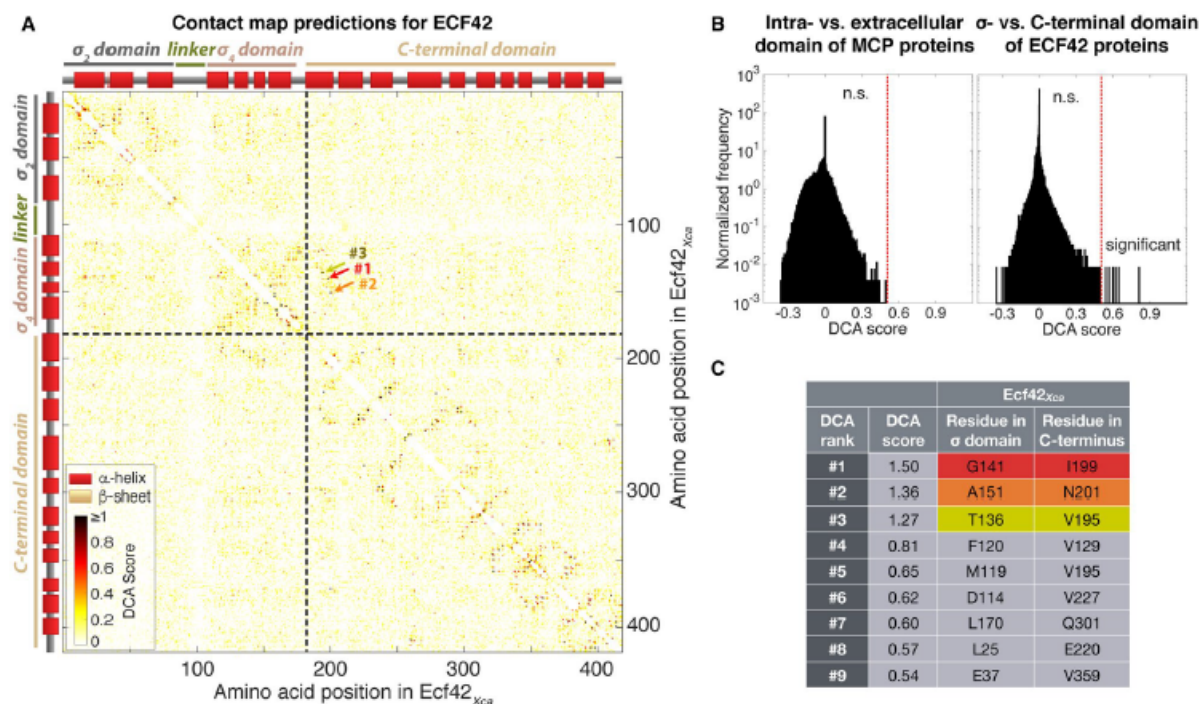 A
Contact map predictions for ECF42
σ2 domain
linker
σ4 domain
C-terminal domain
σ2 domain
linker
σ4 domain
C-terminal domain
#3
#1
#2
α-helix
β-sheet
≥1
0.8
0.6
0.4
0.2
0
DCA Score
100
200
300
400
Amino acid position in Ecf42Xca
100
200
300
400
Amino acid position in Ecf42Xca
B
Intra- vs. extracellular
domain of MCP proteins
σ- vs. C-terminal domain
of ECF42 proteins
Normalized frequency
10^3
10^2
10^1
10^0
10^-1
10^-2
10^-3
n.s.
0 0.3 0.6 0.9
DCA score
n.s.
significant
0 0.3 0.6 0.9 1.2
DCA score
C
Ecf42Xca
DCA rank DCA score Residue in σ domain Residue in C-terminus
#1 1.50 G141 I199
#2 1.36 A151 N201
#3 1.27 T136 V195
#4 0.81 F120 V129
#5 0.65 M119 V195
#6 0.62 D114 V227
#7 0.60 L170 Q301
#8 0.57 L25 E220
#9 0.54 E37 V359